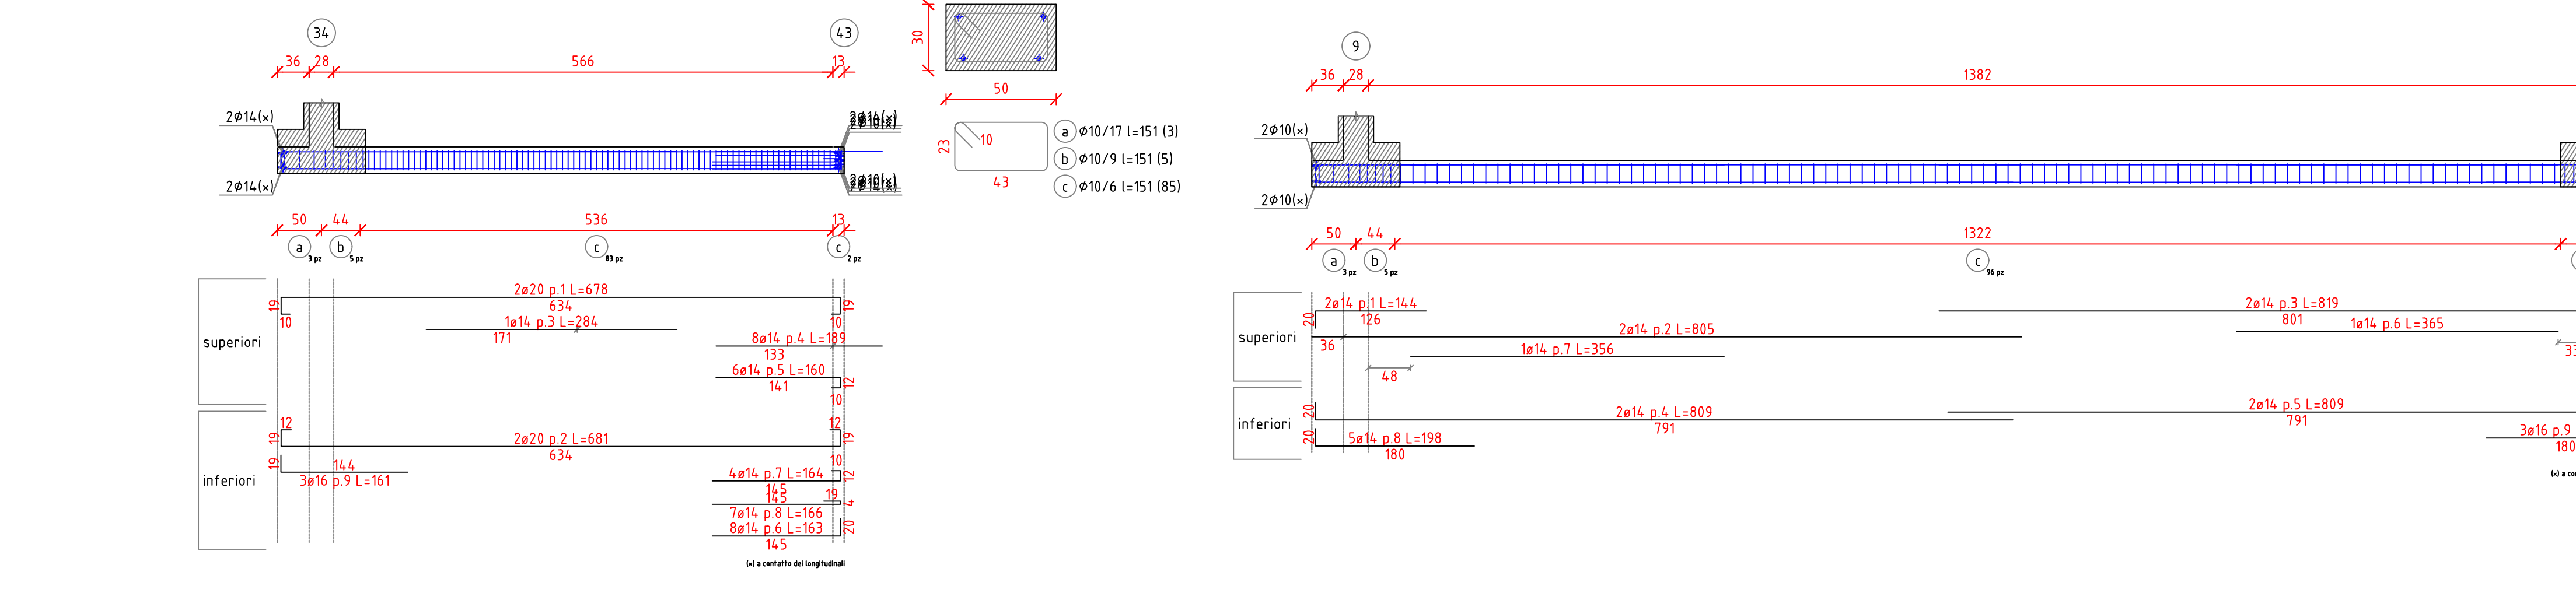 34
43
36 28 566 13
2Ø14(×)
2Ø14(×)
50 44 536 13
a 3 pz
b 5 pz
c 83 pz
c 2 pz
superiori
2ø20 p.1 L=678
19 634 19
10 10
1ø14 p.3 L=284
171
8ø14 p.4 L=189
133
6ø14 p.5 L=160
141 12
10
inferiori
12 12
2ø20 p.2 L=681
19 634 19
10
19 144
3ø16 p.9 L=161
4ø14 p.7 L=164
145 12
145 19
4
7ø14 p.8 L=166
8ø14 p.6 L=163
145 20
(×) a contatto dei longitudinali
30
50
23
10
43
a Ø10/17 l=151 (3)
b Ø10/9 l=151 (5)
c Ø10/6 l=151 (85)
9
36 28 1382
2Ø10(×)
2Ø10(×)
50 44 1322
a 3 pz
b 5 pz
c 96 pz
superiori
2ø14 p.1 L=144
20 126
2ø14 p.3 L=819
801
2ø14 p.2 L=805
36
1ø14 p.6 L=365
1ø14 p.7 L=356
48
inferiori
20
2ø14 p.4 L=809
791
2ø14 p.5 L=809
791
20
5ø14 p.8 L=198
180
3ø16 p.9
180
(×) a co